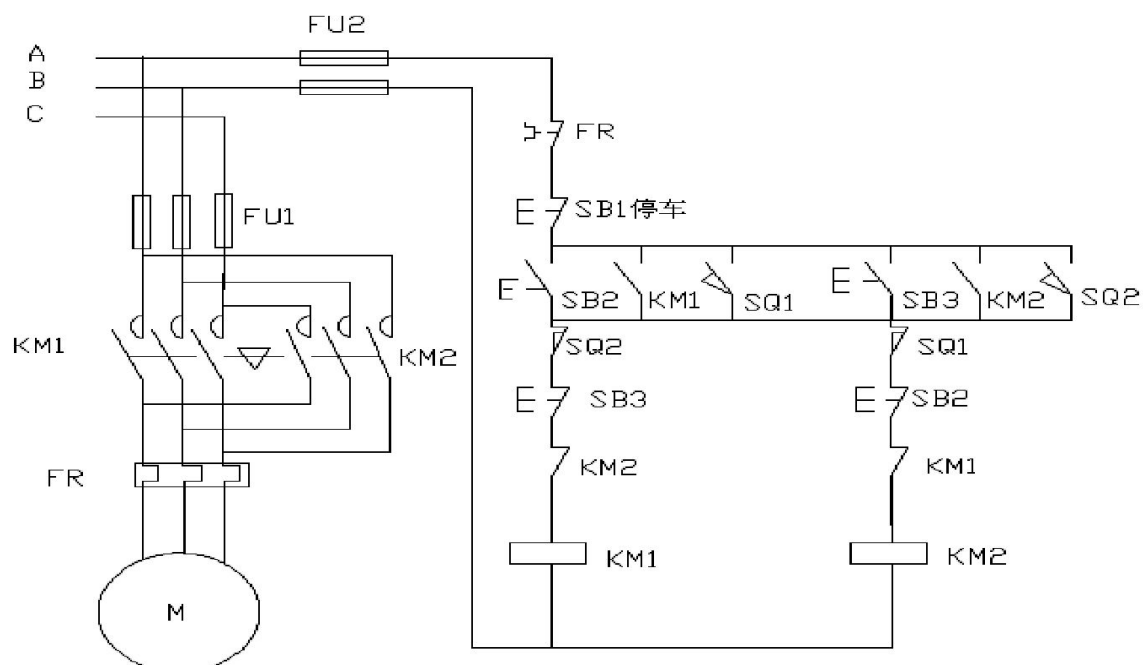 FU2
A
B
C
FR
FU1
SB1停车
SB2
KM1
SQ1
SB3
KM2
SQ2
KM1
KM2
SQ2
SQ1
SB3
SB2
KM2
KM1
FR
KM1
KM2
M